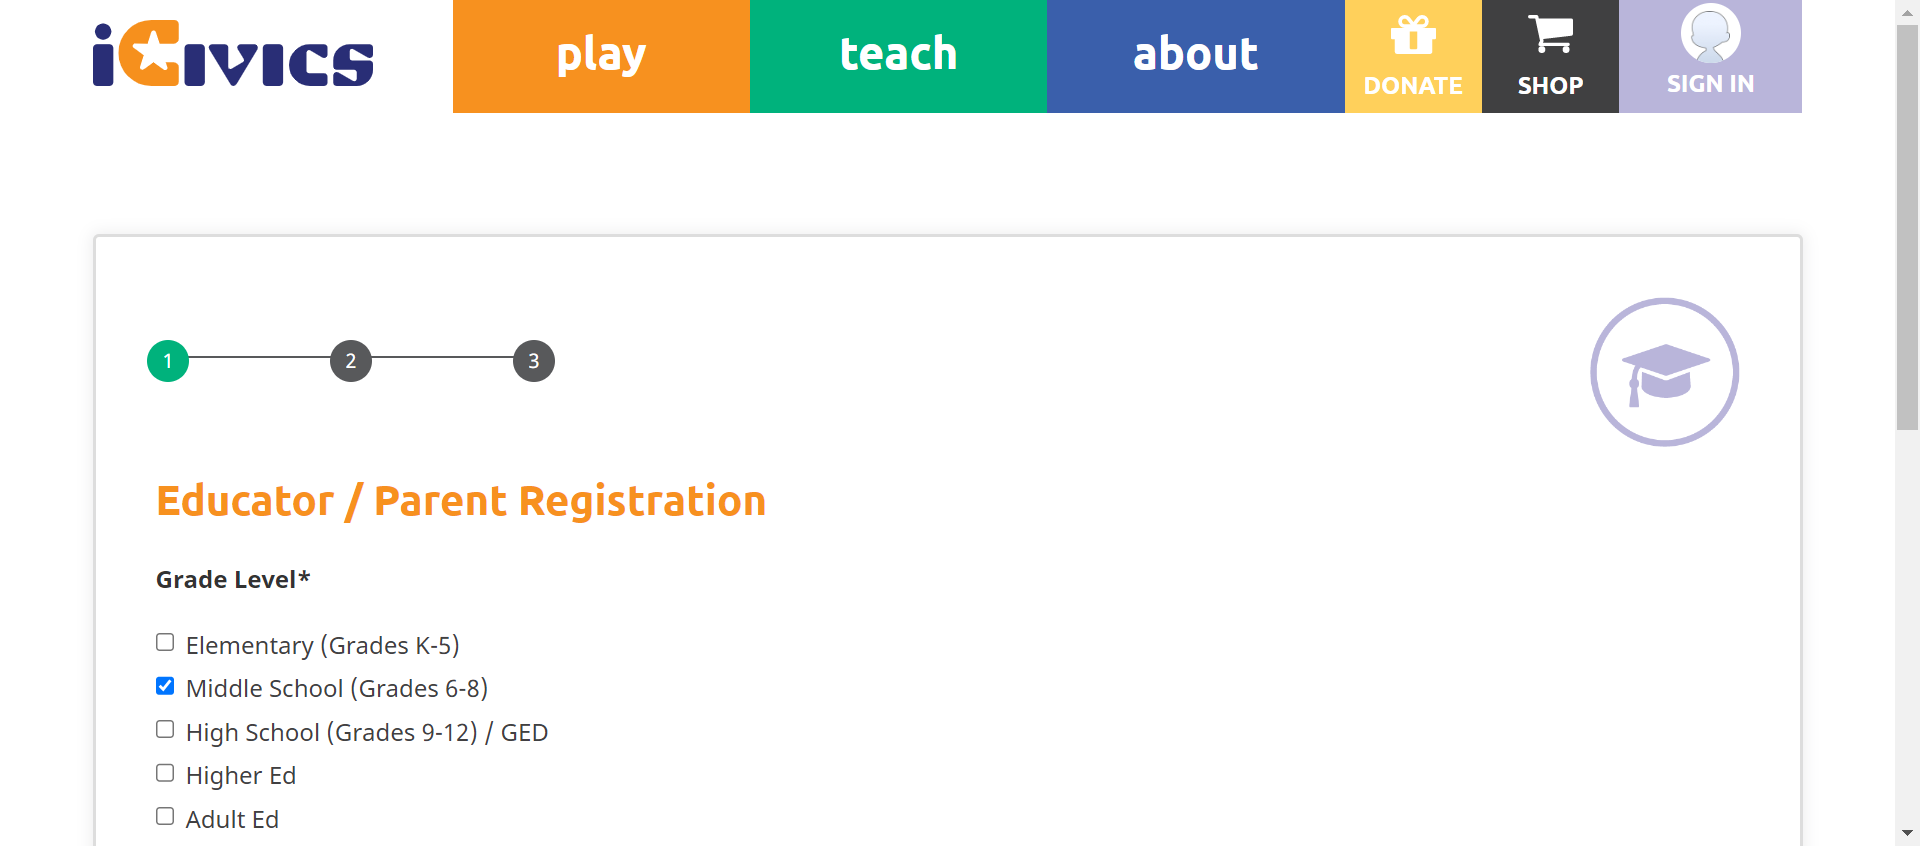 iCivics
play
teach
about
DONATE
SHOP
SIGN IN
1
2
3
Educator / Parent Registration
Grade Level*
Elementary (Grades K-5)
Middle School (Grades 6-8)
High School (Grades 9-12) / GED
Higher Ed
Adult Ed